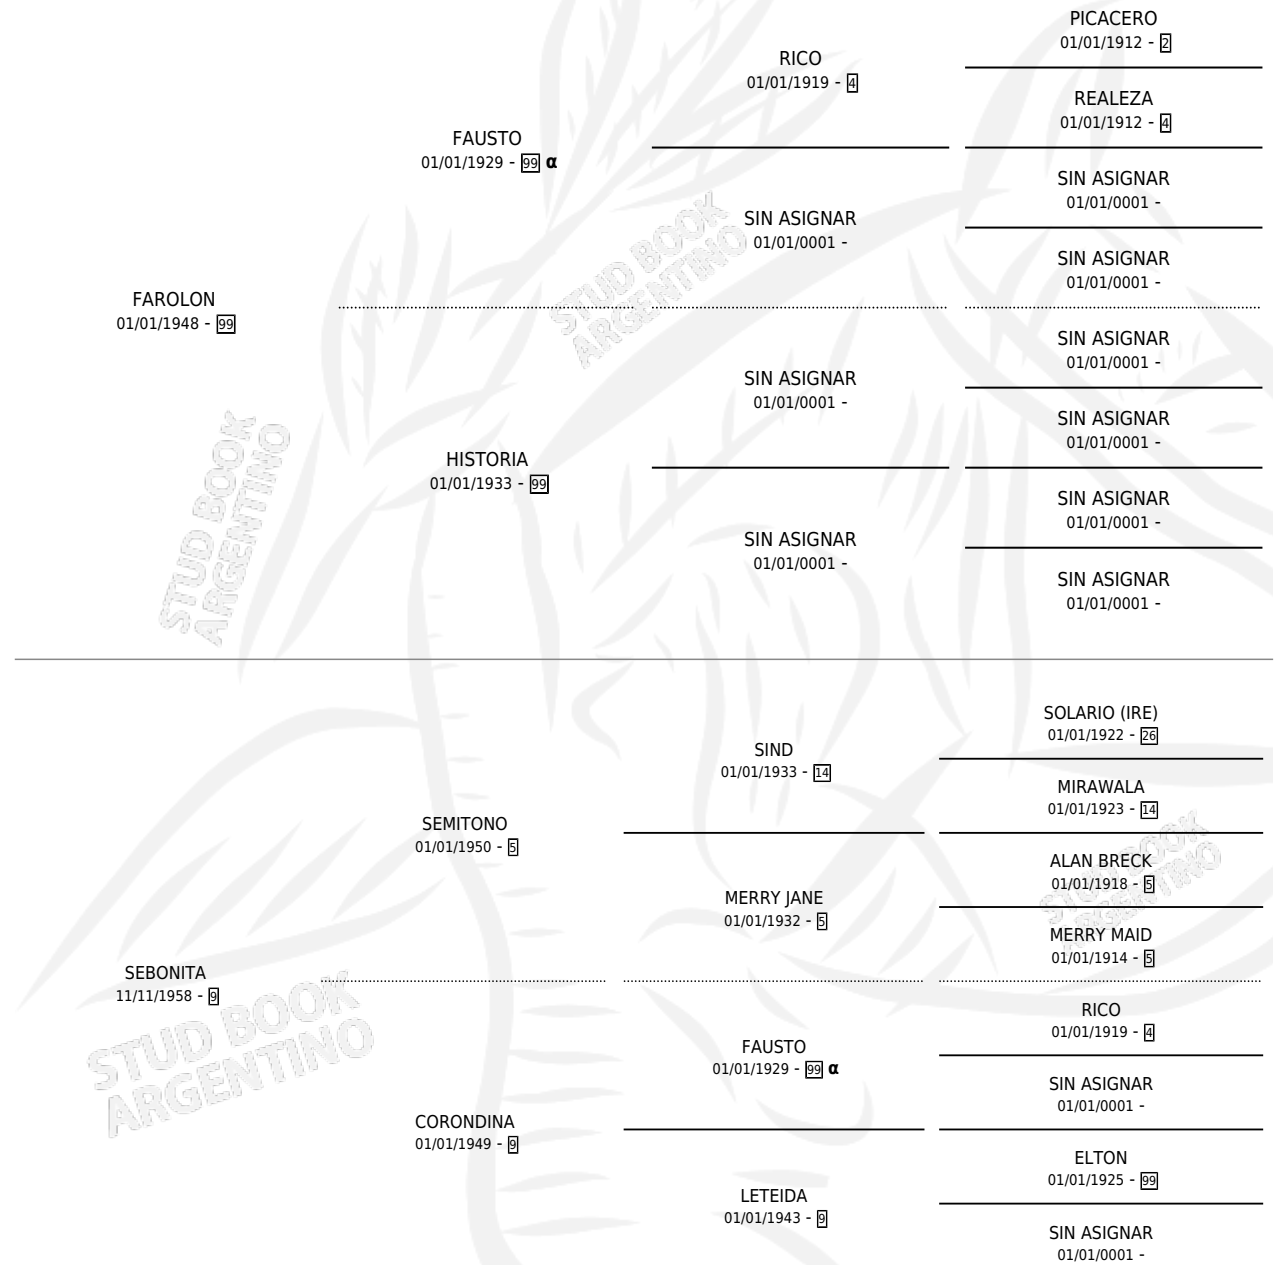 PICACERO
01/01/1912 - 2
RICO
01/01/1919 - 4
REALEZA
01/01/1912 - 4
FAUSTO
01/01/1929 - 99 α
SIN ASIGNAR
01/01/0001 -
SIN ASIGNAR
01/01/0001 -
SIN ASIGNAR
01/01/0001 -
FAROLON
01/01/1948 - 99
SIN ASIGNAR
01/01/0001 -
SIN ASIGNAR
01/01/0001 -
SIN ASIGNAR
01/01/0001 -
HISTORIA
01/01/1933 - 99
SIN ASIGNAR
01/01/0001 -
SIN ASIGNAR
01/01/0001 -
SIN ASIGNAR
01/01/0001 -
STUD BOOK
ARGENTINO
STUD BOOK
ARGENTINO
SOLARIO (IRE)
01/01/1922 - 26
SIND
01/01/1933 - 14
MIRAWALA
01/01/1923 - 14
SEMITONO
01/01/1950 - 5
ALAN BRECK
01/01/1918 - 5
MERRY JANE
01/01/1932 - 5
MERRY MAID
01/01/1914 - 5
SEBONITA
11/11/1958 - 9
RICO
01/01/1919 - 4
FAUSTO
01/01/1929 - 99 α
SIN ASIGNAR
01/01/0001 -
CORONDINA
01/01/1949 - 9
ELTON
01/01/1925 - 99
LETEIDA
01/01/1943 - 9
SIN ASIGNAR
01/01/0001 -
STUD BOOK
ARGENTINO
STUD BOOK
ARGENTINO